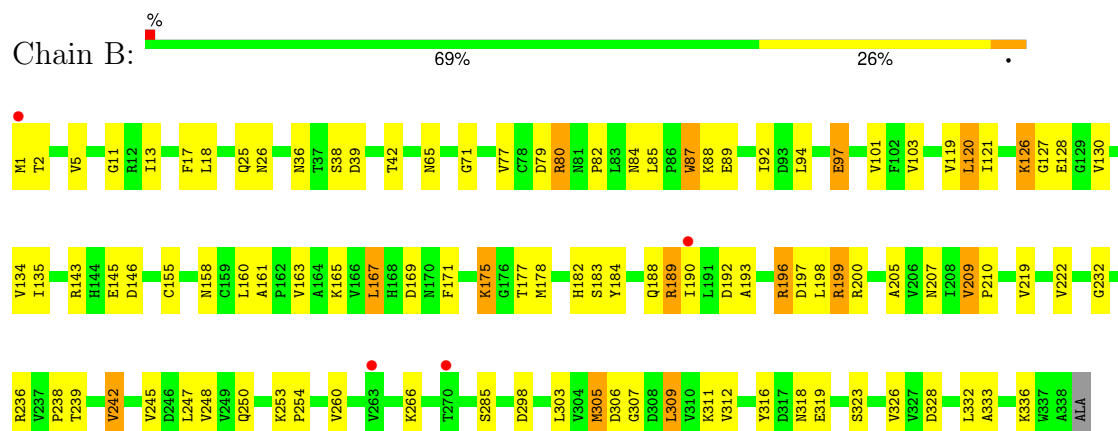 %
Chain B:
69% 26% •
M1 T2 V5 G11 R12 I13 F17 L18 Q25 N26 N36 T37 S38 D39 T42 N65 G71 V77 C78 D79 R80 N81 P82 L83 N84 L85 P86 W87 K88 E89 I92 D93 L94 E97 V101 F102 V103 V119 L120 I121 K126 G127 E128 G129 V130
V134 I135 R143 H144 E145 D146 C155 N158 C159 L160 A161 P162 V163 A164 K165 V166 L167 H168 D169 N170 F171 K175 G176 T177 M178 H182 S183 Y184 Q188 R189 I190 L191 D192 A193 R196 D197 L198 R199 R200 A205 V206 N207 I208 V209 P210 V219 V222 G232
R236 V237 P238 T239 V242 V245 D246 L247 V248 V249 Q250 K253 P254 V260 V263 K266 T270 S285 D298 L303 V304 M305 D306 G307 D308 L309 V310 K311 V312 Y316 D317 N318 E319 S323 V326 V327 D328 L332 A333 K336 W337 A338 ALA